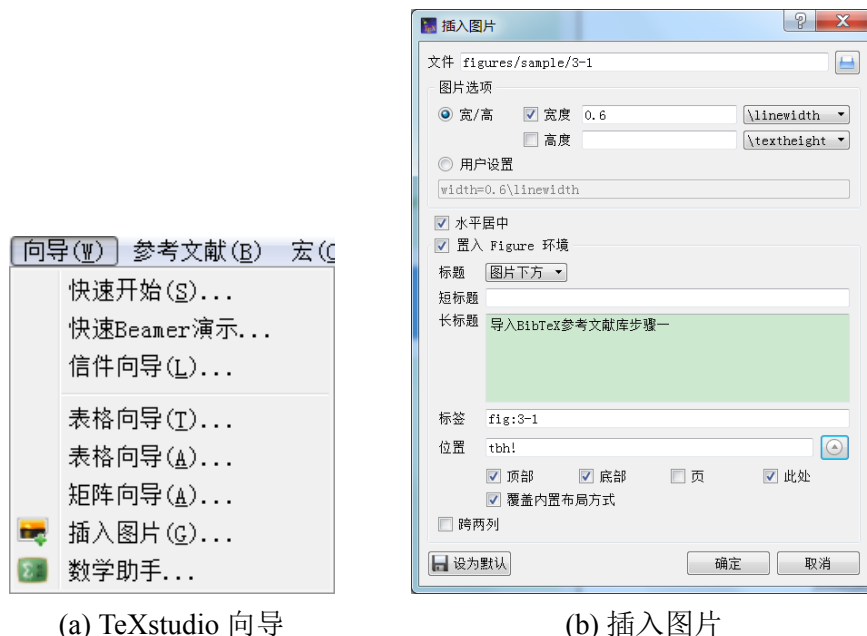 向导(W) 参考文献(B) 宏(
快速开始(S)...
快速Beamer演示...
信件向导(L)...
表格向导(T)...
表格向导(A)...
矩阵向导(A)...
插入图片(G)...
数学助手...
(a) TeXstudio 向导
插入图片
文件 figures/sample/3-1
图片选项
宽/高 宽度 0.6 \linewidth
高度 \textheight
用户设置
width=0.6\linewidth
水平居中
置入 Figure 环境
标题 图片下方
短标题
长标题 导入BibTeX参考文献库步骤一
标签 fig:3-1
位置 tbh!
顶部 底部 页 此处
覆盖内置布局方式
跨两列
设为默认 确定 取消
(b) 插入图片